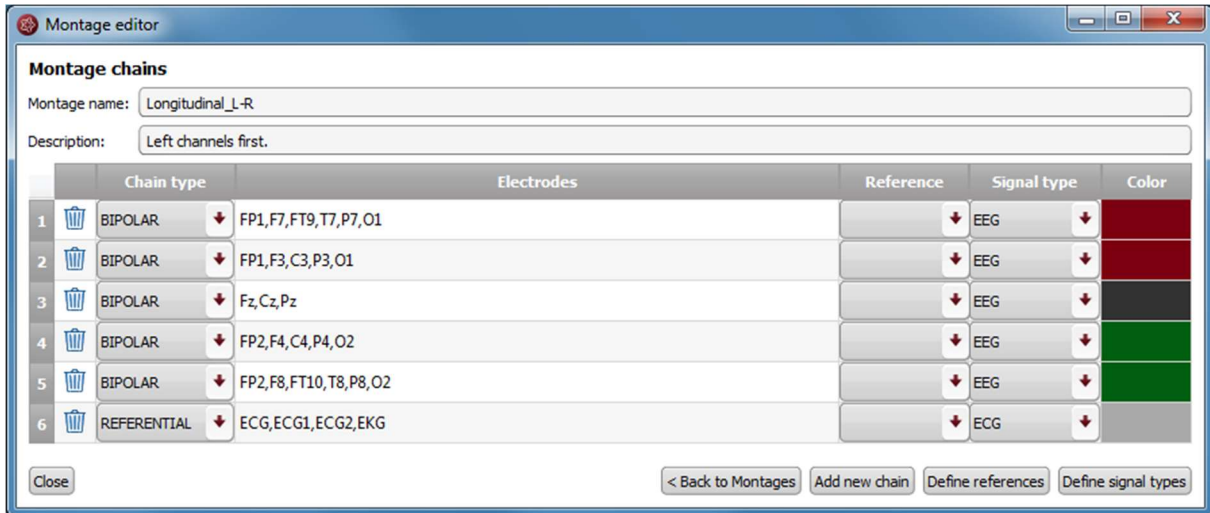 Montage editor
Montage chains
Montage name: Longitudinal_L-R
Description: Left channels first.
Chain type Electrodes Reference Signal type Color
1 BIPOLAR FP1,F7,FT9,T7,P7,O1 EEG
2 BIPOLAR FP1,F3,C3,P3,O1 EEG
3 BIPOLAR Fz,Cz,Pz EEG
4 BIPOLAR FP2,F4,C4,P4,O2 EEG
5 BIPOLAR FP2,F8,FT10,T8,P8,O2 EEG
6 REFERENTIAL ECG,ECG1,ECG2,EKG ECG
Close < Back to Montages Add new chain Define references Define signal types